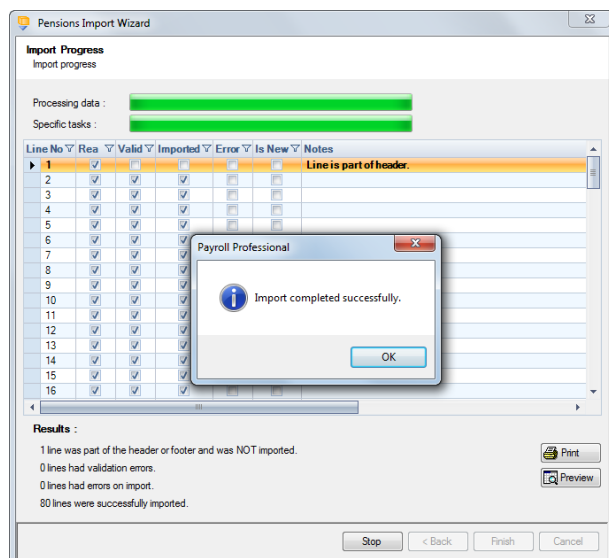 Pensions Import Wizard
Import Progress
Import progress
Processing data :
Specific tasks :
Line No Rea Valid Imported Error Is New Notes
1 Line is part of header.
2
3
4
5
6
7
8
9
10
11
12
13
14
15
16
Payroll Professional
Import completed successfully.
OK
Results :
1 line was part of the header or footer and was NOT imported.
0 lines had validation errors.
0 lines had errors on import.
80 lines were successfully imported.
Print
Preview
Stop < Back Finish Cancel